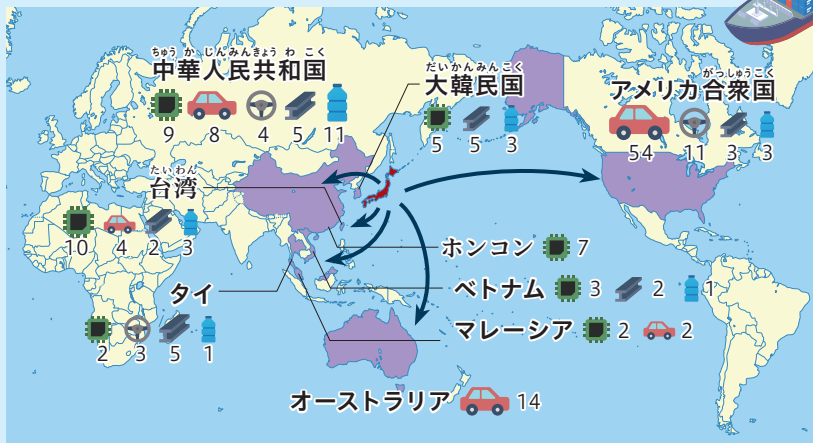 ちゅうかじんみんきょうわこく
中華人民共和国
9 8 4 5 11
だいかんみんこく
大韓民国
5 5 3
がっしゅうこく
アメリカ合衆国
54 11 3 3
たいわん
台湾
10 4 2 3
ホンコン 7
ベトナム 3 2 1
タイ
2 3 5 1
マレーシア 2 2
オーストラリア 14